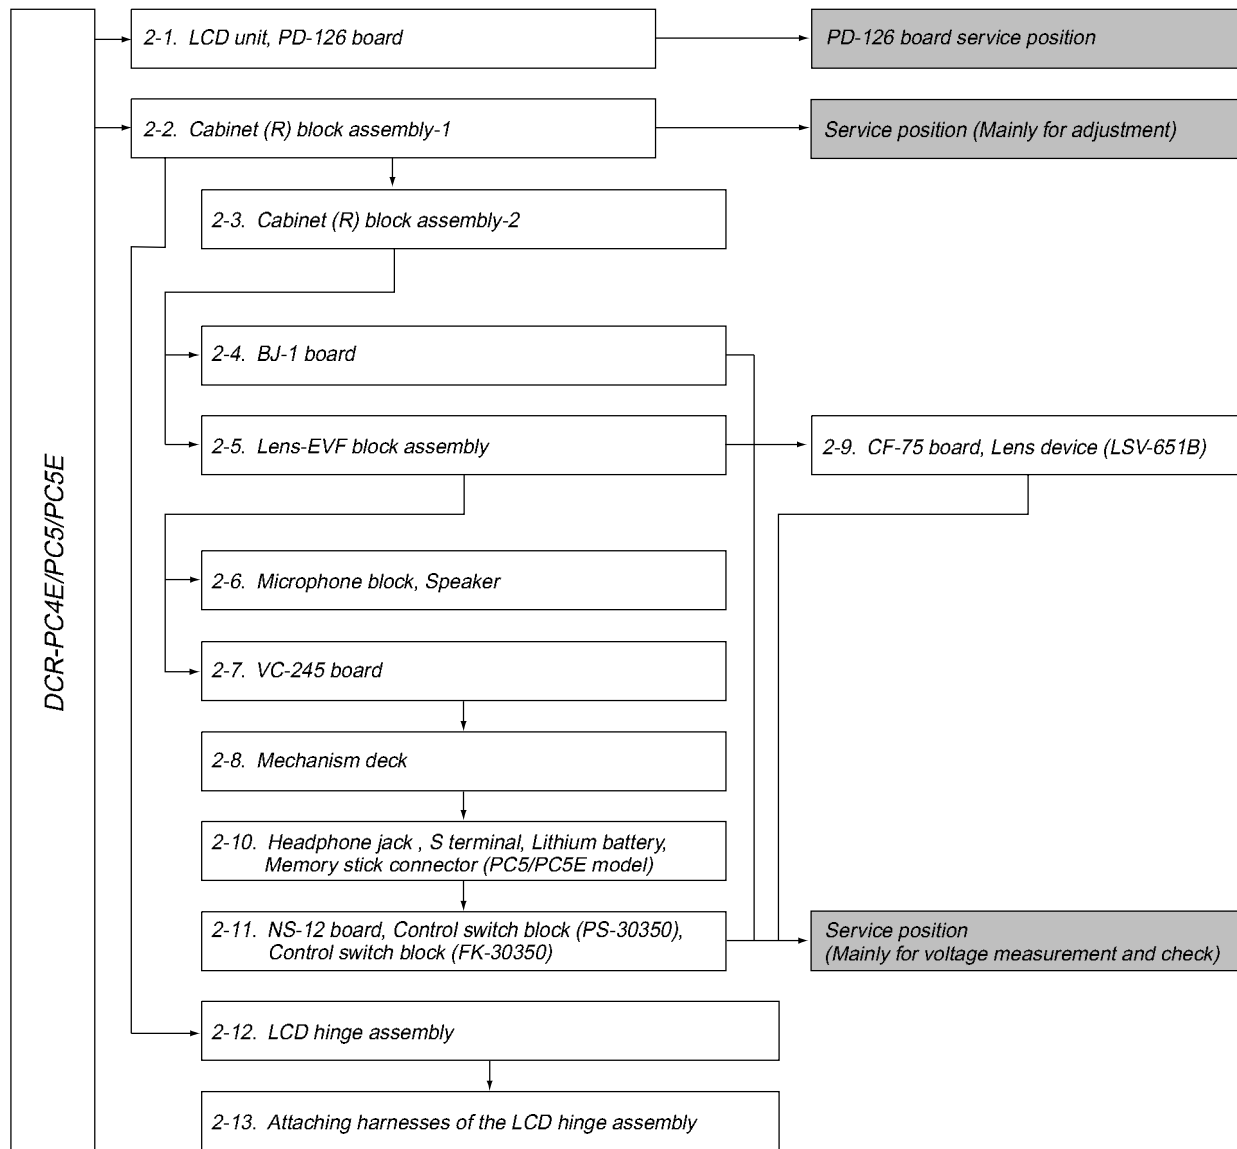 DCR-PC4E/PC5/PC5E
2-1. LCD unit, PD-126 board
PD-126 board service position
2-2. Cabinet (R) block assembly-1
Service position (Mainly for adjustment)
2-3. Cabinet (R) block assembly-2
2-4. BJ-1 board
2-5. Lens-EVF block assembly
2-9. CF-75 board, Lens device (LSV-651B)
2-6. Microphone block, Speaker
2-7. VC-245 board
2-8. Mechanism deck
2-10. Headphone jack , S terminal, Lithium battery,
Memory stick connector (PC5/PC5E model)
2-11. NS-12 board, Control switch block (PS-30350),
Control switch block (FK-30350)
Service position
(Mainly for voltage measurement and check)
2-12. LCD hinge assembly
2-13. Attaching harnesses of the LCD hinge assembly